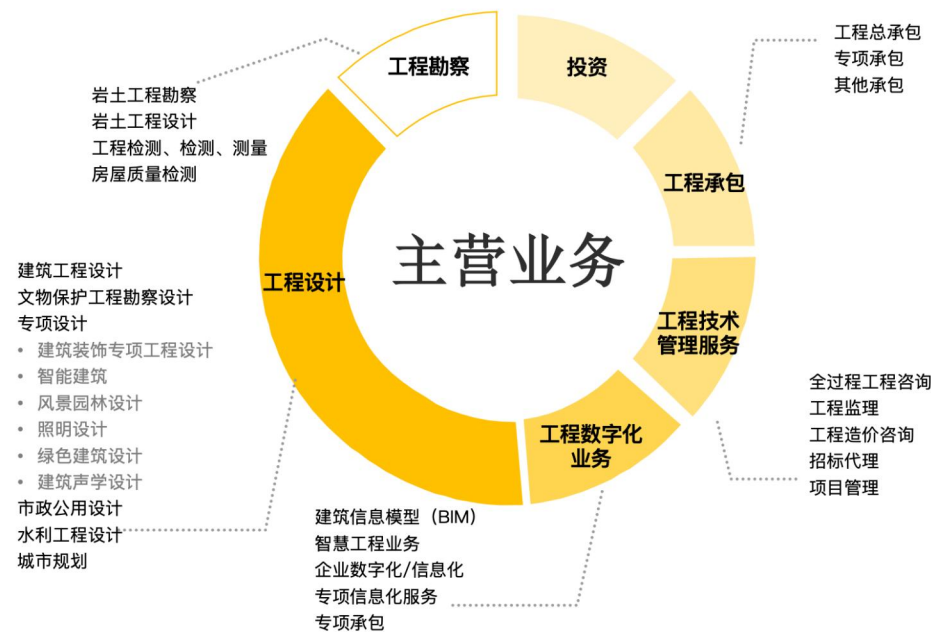 主营业务
工程勘察
岩土工程勘察
岩土工程设计
工程检测、检测、测量
房屋质量检测
投资
工程承包
工程总承包
专项承包
其他承包
工程技术
管理服务
全过程工程咨询
工程监理
工程造价咨询
招标代理
项目管理
工程数字化
业务
建筑信息模型（BIM）
智慧工程业务
企业数字化/信息化
专项信息化服务
专项承包
工程设计
建筑工程设计
文物保护工程勘察设计
专项设计
• 建筑装饰专项工程设计
• 智能建筑
• 风景园林设计
• 照明设计
• 绿色建筑设计
• 建筑声学设计
市政公用设计
水利工程设计
城市规划